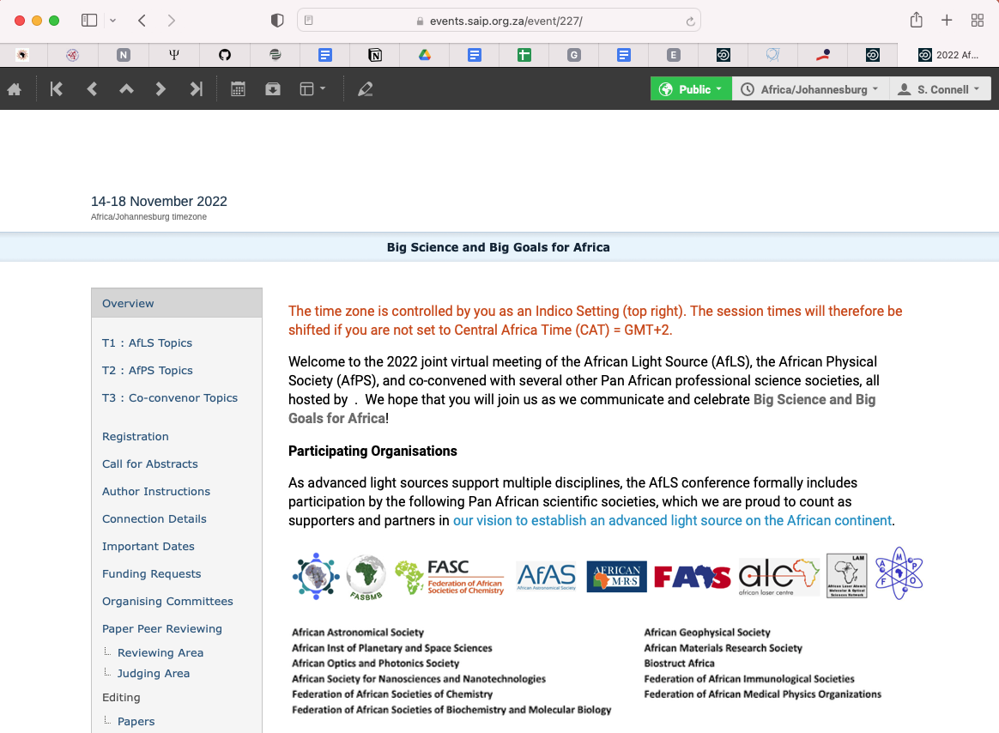 events.saip.org.za/event/227/
2022 Af...
Public
Africa/Johannesburg
S. Connell
14-18 November 2022
Africa/Johannesburg timezone
Big Science and Big Goals for Africa
Overview
T1 : AfLS Topics
T2 : AfPS Topics
T3 : Co-convenor Topics
Registration
Call for Abstracts
Author Instructions
Connection Details
Important Dates
Funding Requests
Organising Committees
Paper Peer Reviewing
Reviewing Area
Judging Area
Editing
Papers
The time zone is controlled by you as an Indico Setting (top right). The session times will therefore be
shifted if you are not set to Central Africa Time (CAT) = GMT+2.
Welcome to the 2022 joint virtual meeting of the African Light Source (AfLS), the African Physical
Society (AfPS), and co-convened with several other Pan African professional science societies, all
hosted by . We hope that you will join us as we communicate and celebrate Big Science and Big
Goals for Africa!
Participating Organisations
As advanced light sources support multiple disciplines, the AfLS conference formally includes
participation by the following Pan African scientific societies, which we are proud to count as
supporters and partners in our vision to establish an advanced light source on the African continent.
FASBMB
FASC
Federation of African
Societies of Chemistry
AfAS
African Astronomical Society
AFRICAN
M·R·S
FAIS
alc
african laser centre
LAM
African Laser Atomic
Molecular & Optical
Sciences Network
AMPO
F
African Astronomical Society
African Inst of Planetary and Space Sciences
African Optics and Photonics Society
African Society for Nanosciences and Nanotechnologies
Federation of African Societies of Chemistry
Federation of African Societies of Biochemistry and Molecular Biology
African Geophysical Society
African Materials Research Society
Biostruct Africa
Federation of African Immunological Societies
Federation of African Medical Physics Organizations